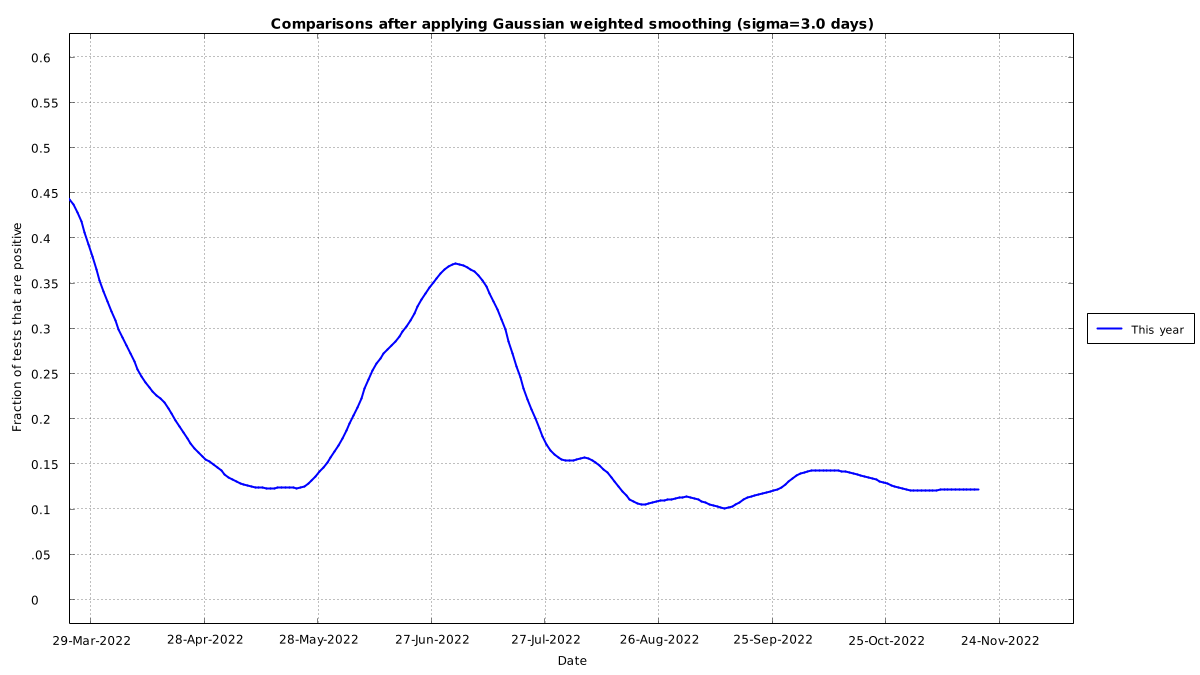 Comparisons after applying Gaussian weighted smoothing (sigma=3.0 days)
0.6
0.55
0.5
0.45
0.4
0.35
0.3
0.25
0.2
0.15
0.1
.05
0
Fraction of tests that are positive
This year
29-Mar-2022 28-Apr-2022 28-May-2022 27-Jun-2022 27-Jul-2022 26-Aug-2022 25-Sep-2022 25-Oct-2022 24-Nov-2022
Date